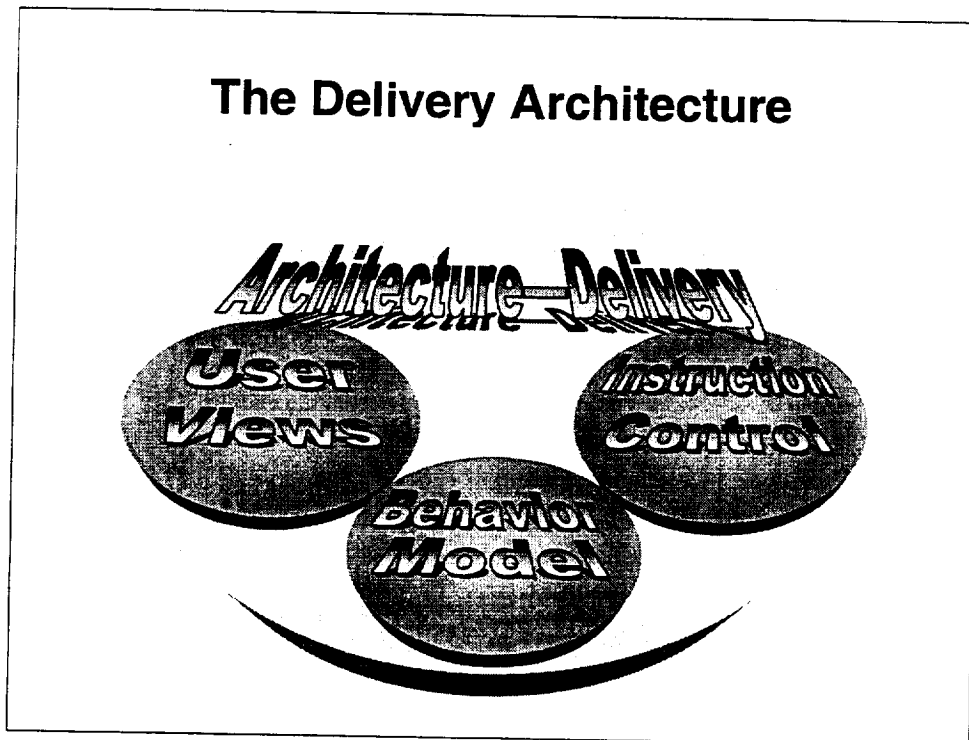 The Delivery Architecture
Architecture—Delivery
User
Views
Instruction
Control
Behavior
Model